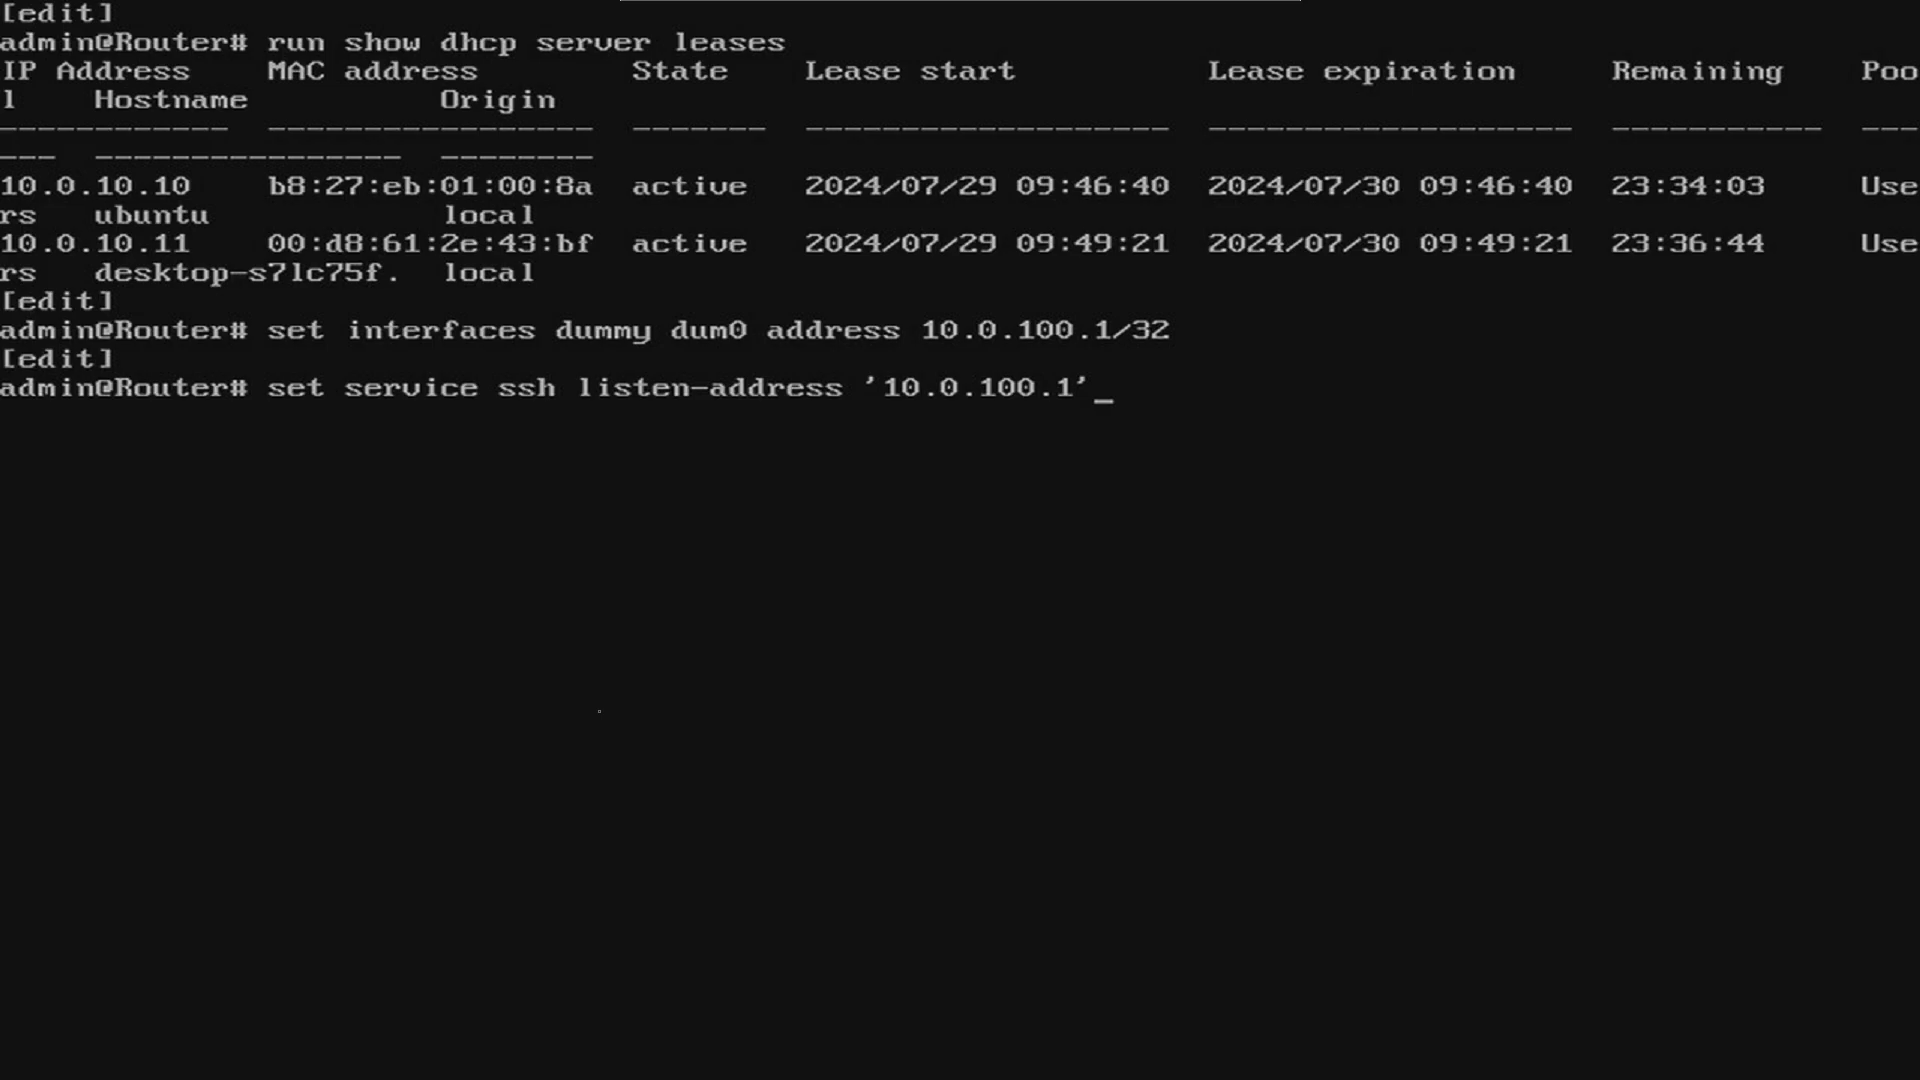 [edit]
admin@Router# run show dhcp server leases
IP Address    MAC address        State    Lease start          Lease expiration     Remaining    Poo
l    Hostname          Origin
------------  -----------------  -------  -------------------  -------------------  -----------  ---
---  ----------------  --------
10.0.10.10    b8:27:eb:01:00:8a  active   2024/07/29 09:46:40  2024/07/30 09:46:40  23:34:03     Use
rs   ubuntu            local
10.0.10.11    00:d8:61:2e:43:bf  active   2024/07/29 09:49:21  2024/07/30 09:49:21  23:36:44     Use
rs   desktop-s7lc75f.  local
[edit]
admin@Router# set interfaces dummy dum0 address 10.0.100.1/32
[edit]
admin@Router# set service ssh listen-address '10.0.100.1'_